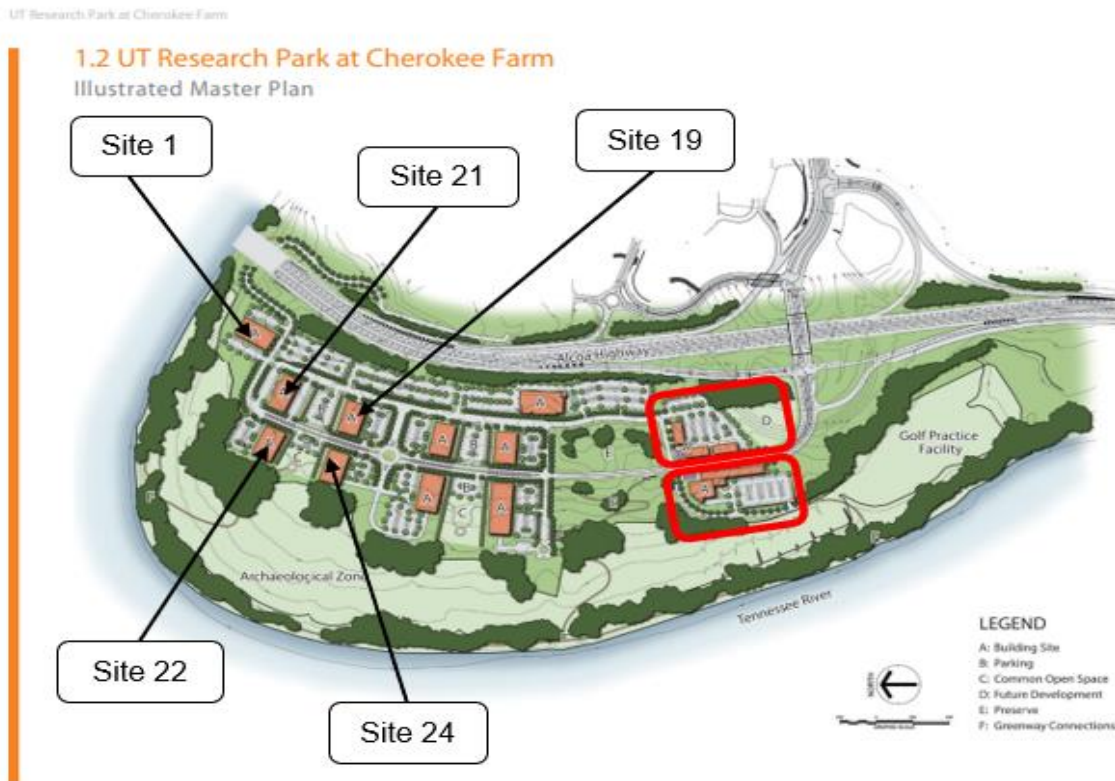 UT Research Park at Cherokee Farm
1.2 UT Research Park at Cherokee Farm
Illustrated Master Plan
Site 1
Site 19
Site 21
Alcoa Highway
A
A
A
A
B
A
D
E
Golf Practice
Facility
A
B
C
A
A
F
F
Archaeological Zone
Tennessee River
Site 22
Site 24
NORTH
LEGEND
A: Building Site
B: Parking
C: Common Open Space
D: Future Development
E: Preserve
F: Greenway Connections